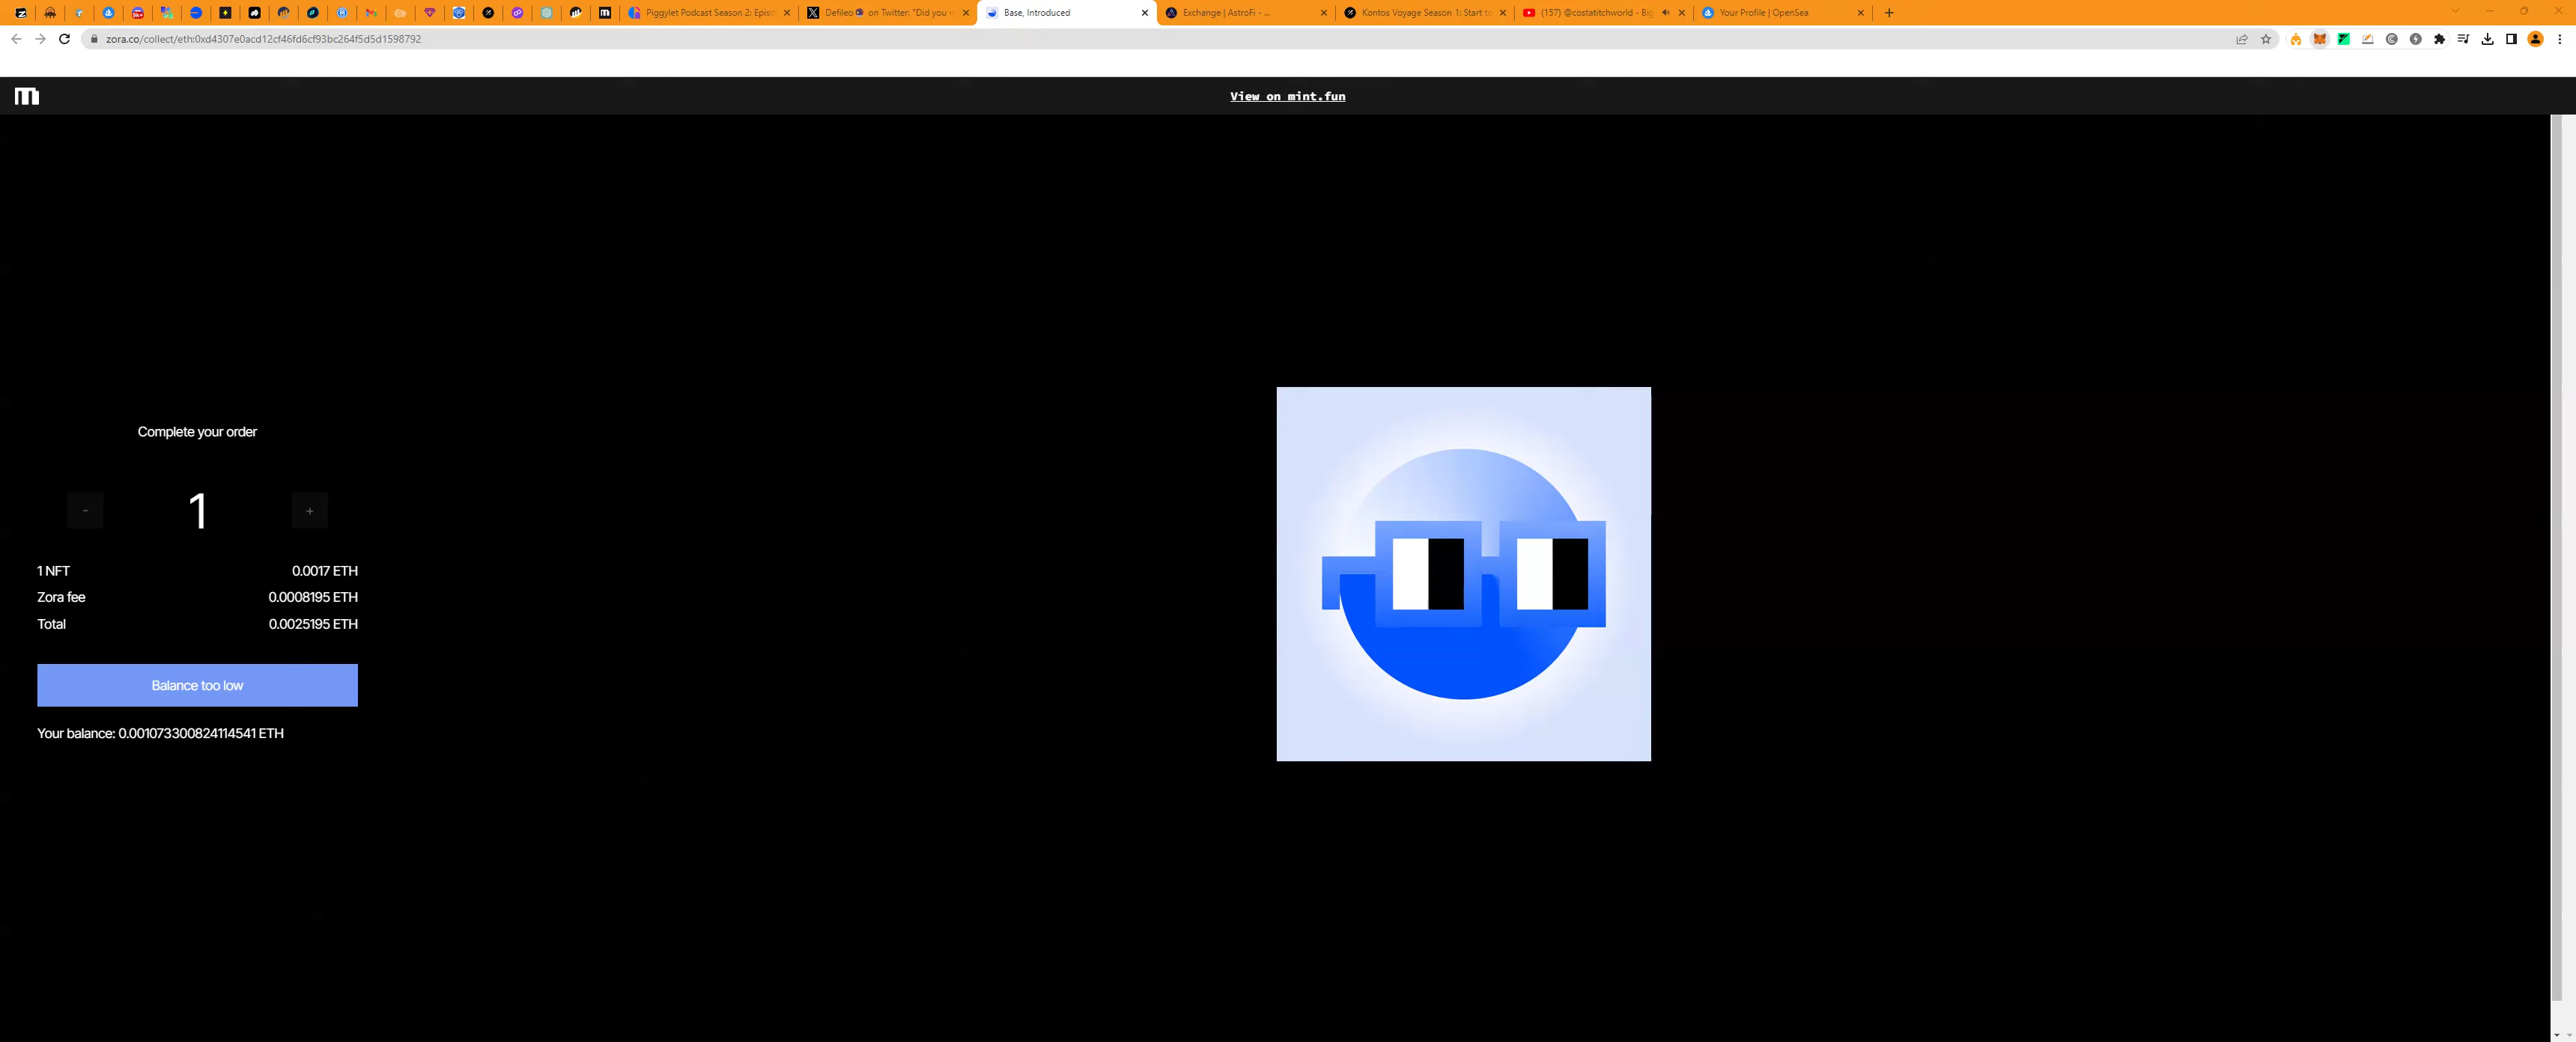 Piggylet Podcast Season 2: Episo
Defileo on Twitter: "Did you m
Base, Introduced
Exchange | AstroFi - ...
Kontos Voyage Season 1: Start to
(157) @costatitchworld - Big
Your Profile | OpenSea
zora.co/collect/eth:0xd4307e0acd12cf46fd6cf93bc264f5d5d1598792
View on mint.fun
Complete your order
- 1 +
1 NFT 0.0017 ETH
Zora fee 0.0008195 ETH
Total 0.0025195 ETH
Balance too low
Your balance: 0.001073300824114541 ETH